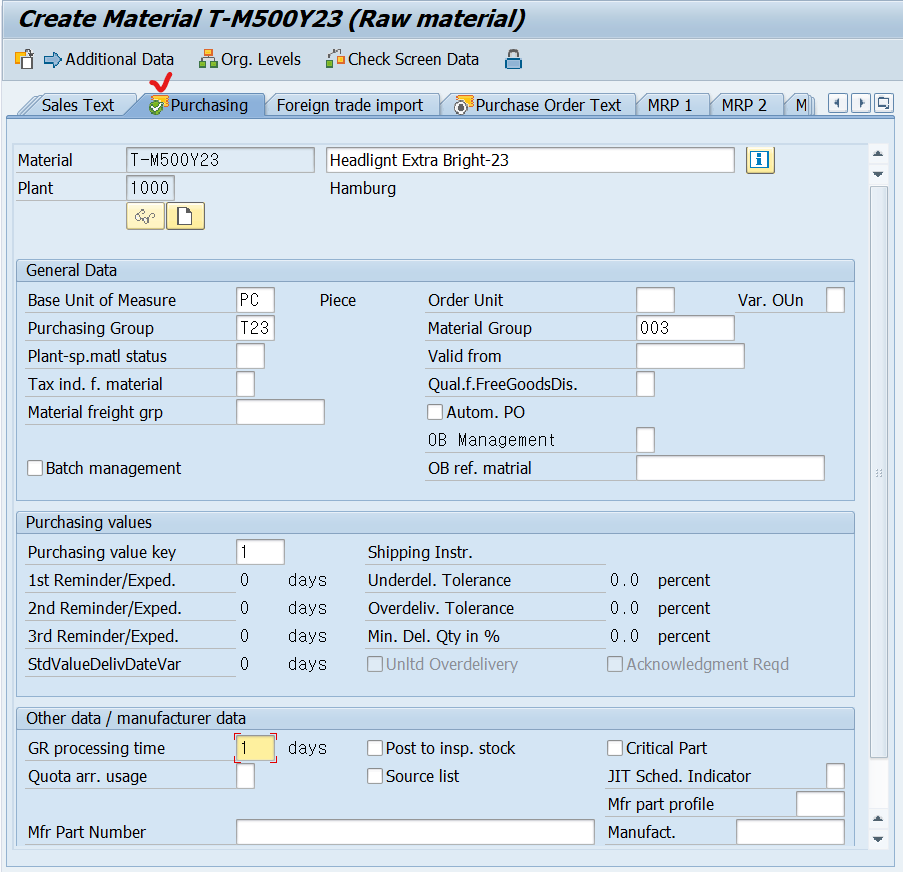 Create Material T-M500Y23 (Raw material)
Additional Data Org. Levels Check Screen Data
Sales Text Purchasing Foreign trade import Purchase Order Text MRP 1 MRP 2 M
Material T-M500Y23 Headlignt Extra Bright-23
Plant 1000 Hamburg
General Data
Base Unit of Measure PC Piece Order Unit Var. OUn
Purchasing Group T23 Material Group 003
Plant-sp.matl status Valid from
Tax ind. f. material Qual.f.FreeGoodsDis.
Material freight grp Autom. PO
OB Management
Batch management OB ref. matrial
Purchasing values
Purchasing value key 1 Shipping Instr.
1st Reminder/Exped. 0 days Underdel. Tolerance 0.0 percent
2nd Reminder/Exped. 0 days Overdeliv. Tolerance 0.0 percent
3rd Reminder/Exped. 0 days Min. Del. Qty in % 0.0 percent
StdValueDelivDateVar 0 days Unltd Overdelivery Acknowledgment Reqd
Other data / manufacturer data
GR processing time 1 days Post to insp. stock Critical Part
Quota arr. usage Source list JIT Sched. Indicator
Mfr part profile
Mfr Part Number Manufact.